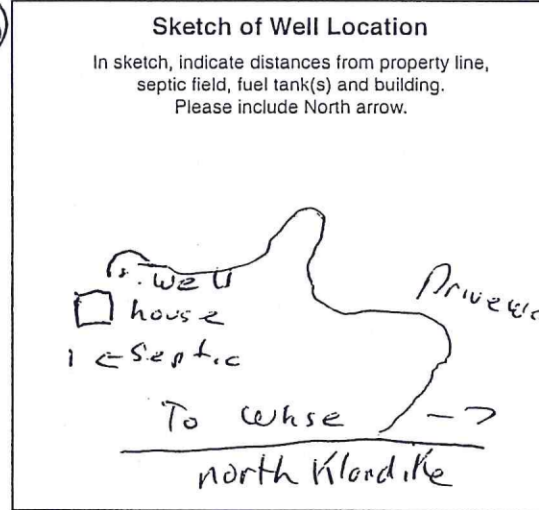 Sketch of Well Location
In sketch, indicate distances from property line,
septic field, fuel tank(s) and building.
Please include North arrow.
well
Driveway
house
← Septic
To Whse →
north Klondike